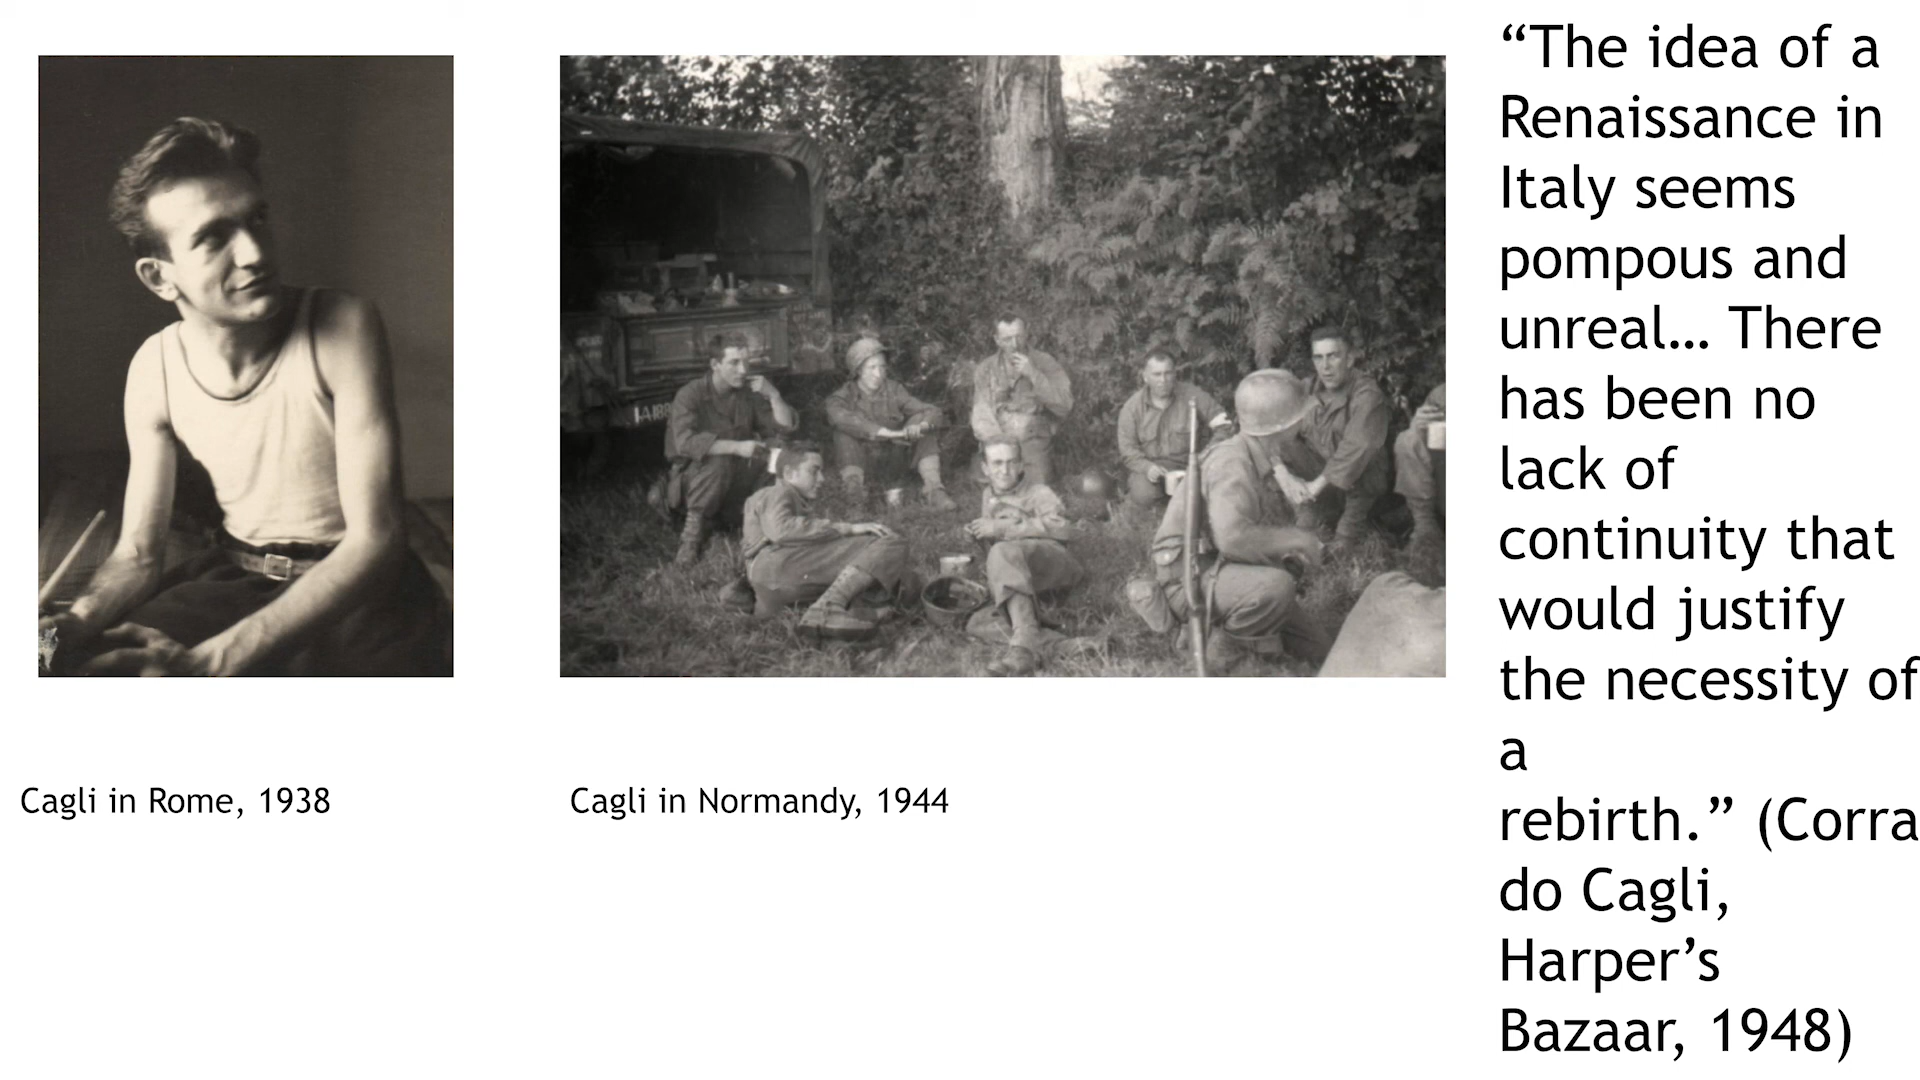 “The idea of a
Renaissance in
Italy seems
pompous and
unreal… There
has been no
lack of
continuity that
would justify
the necessity of
a
rebirth.” (Corra
do Cagli,
Harper’s
Bazaar, 1948)
Cagli in Rome, 1938
Cagli in Normandy, 1944